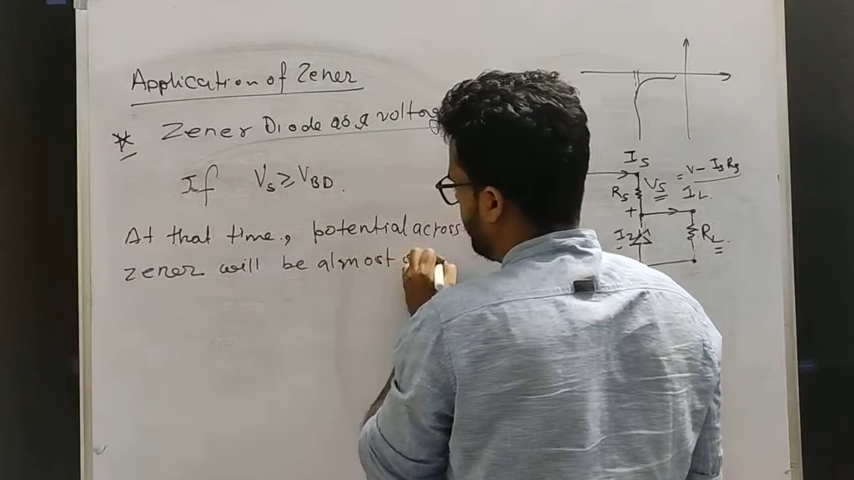 Application of Zener
* Zener Diode as a voltage
If Vs ≥ VBD.
At that time, potential across
zener will be almost
Is
Rs Vs = V - IsRs
IL
+
Iz
RL